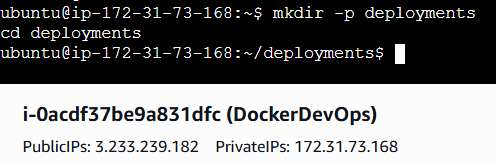 ubuntu@ip-172-31-73-168:~$ mkdir -p deployments
cd deployments
ubuntu@ip-172-31-73-168:~/deployments$
i-0acdf37be9a831dfc (DockerDevOps)
PublicIPs: 3.233.239.182 PrivateIPs: 172.31.73.168